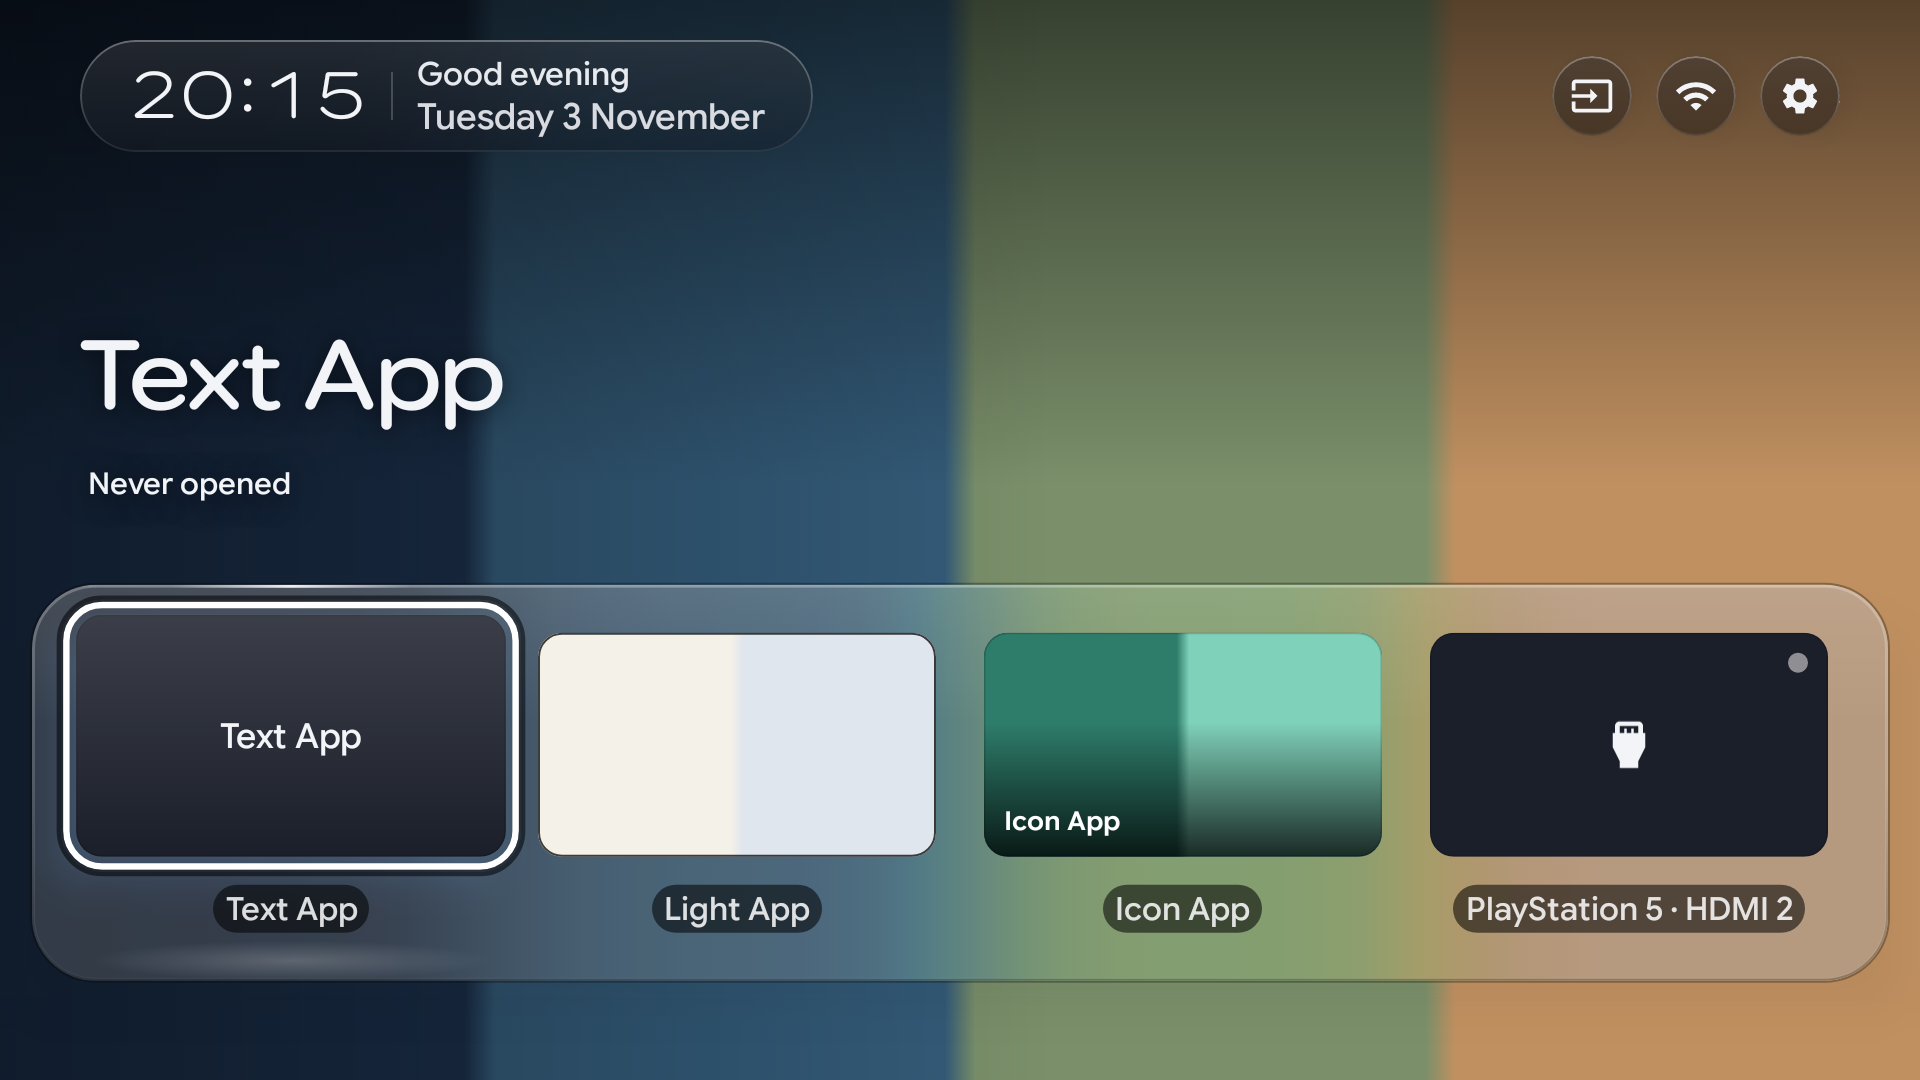 20:15
Good evening
Tuesday 3 November
Text App
Never opened
Text App
Icon App
Text App
Light App
Icon App
PlayStation 5 · HDMI 2